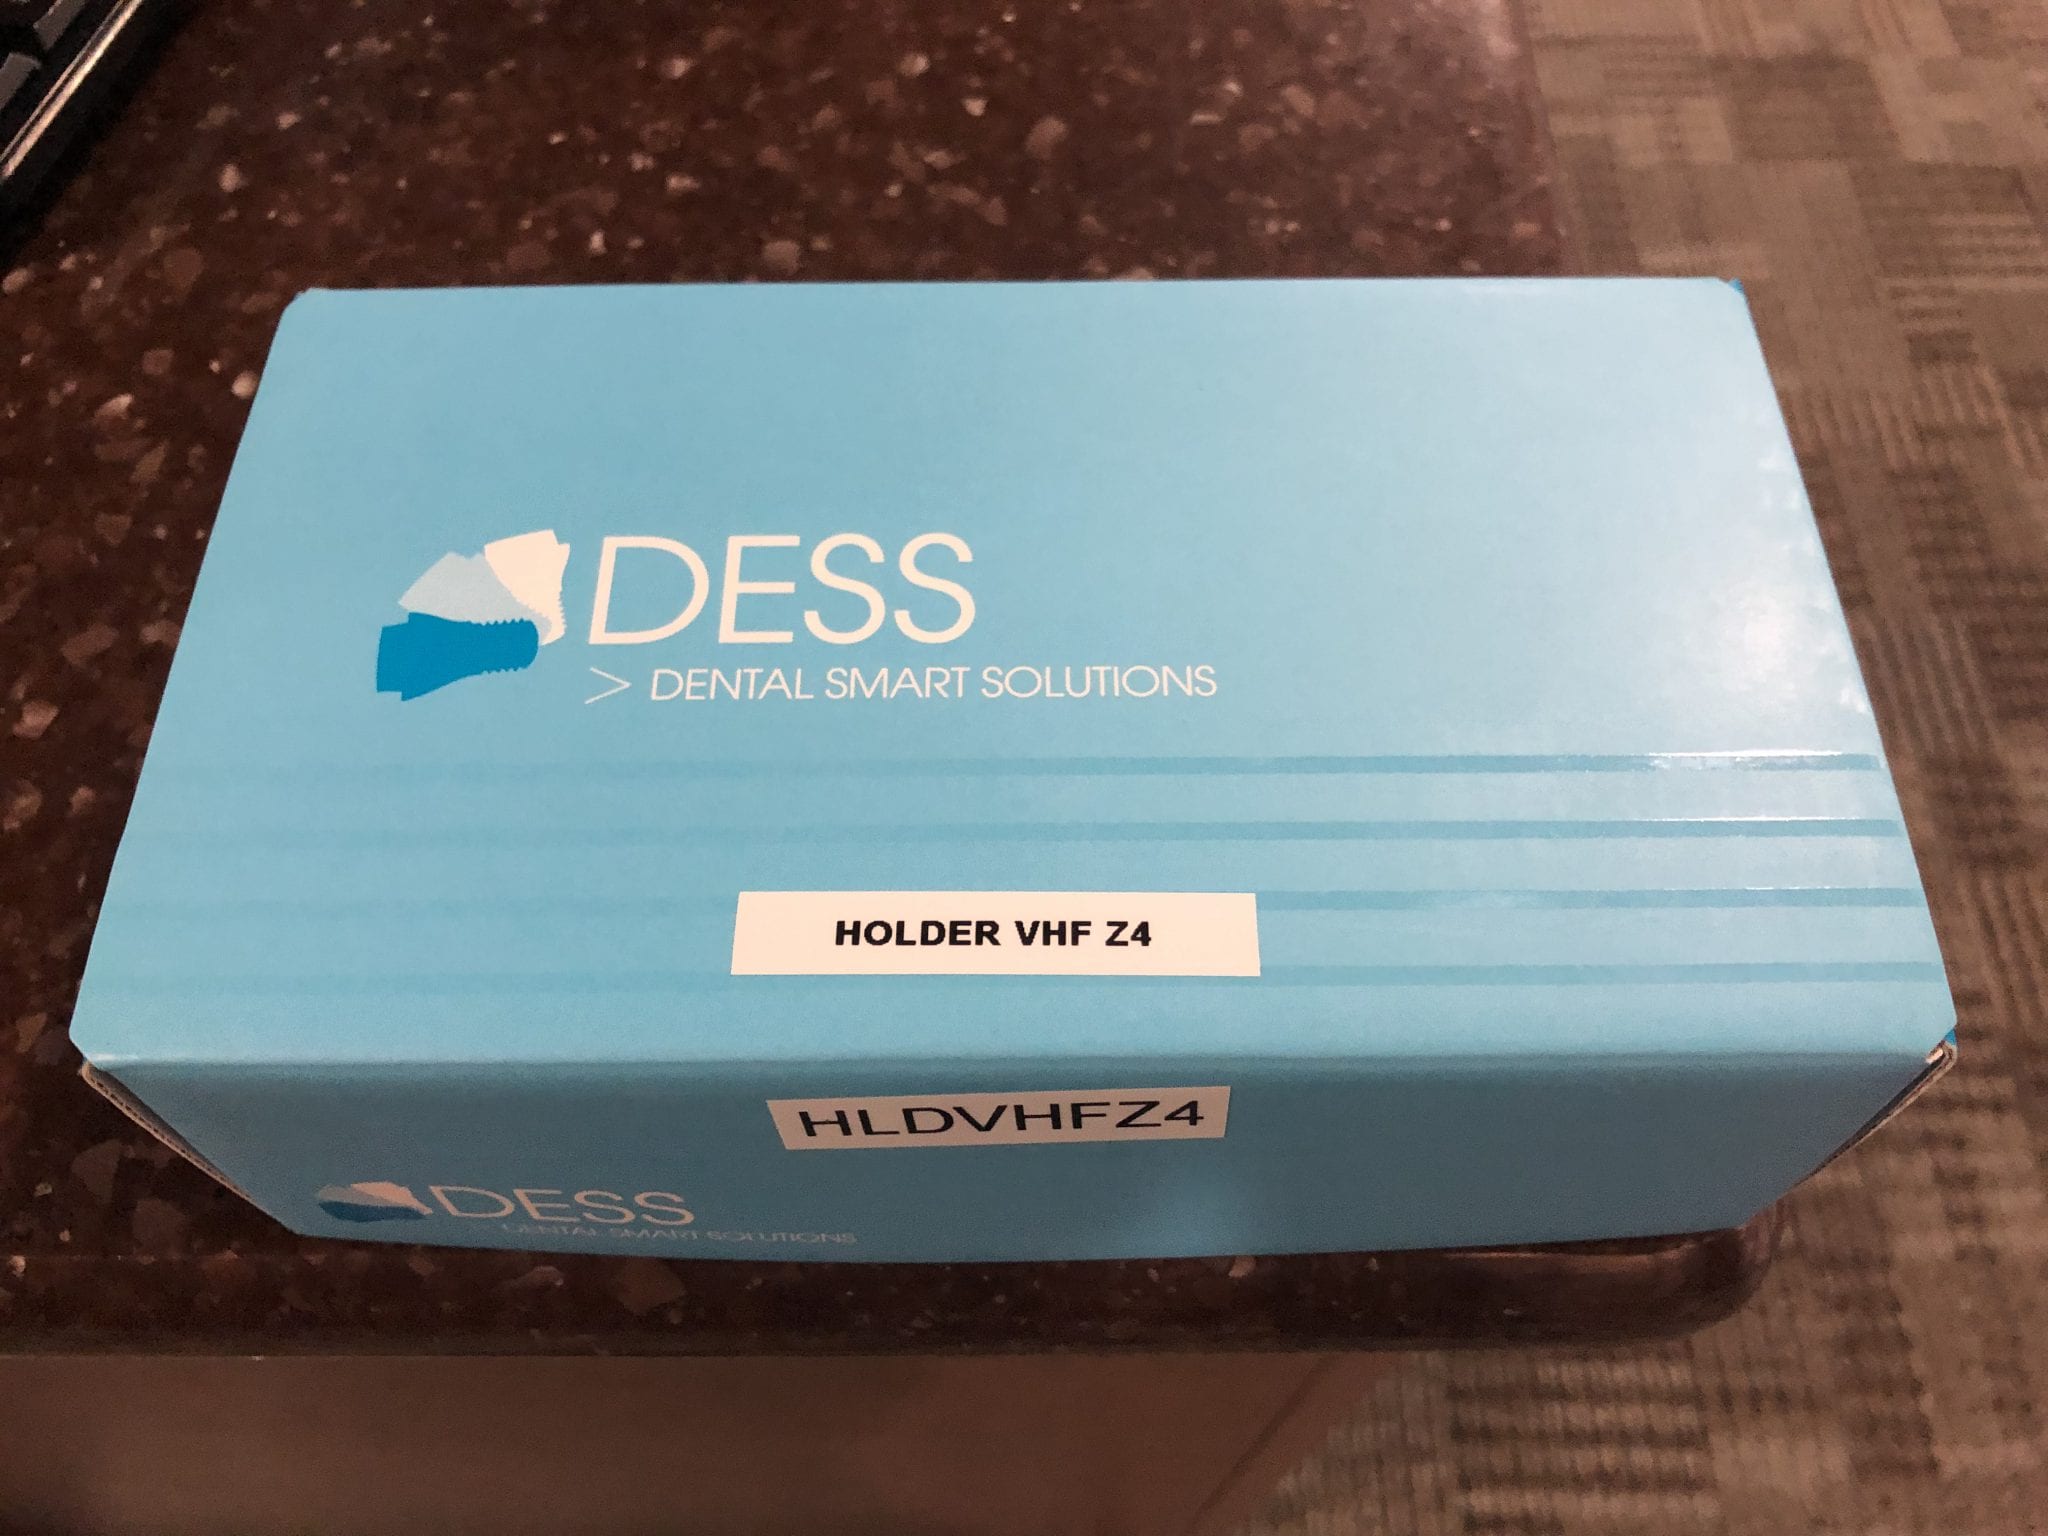 DESS
> DENTAL SMART SOLUTIONS
HOLDER VHF Z4
HLDVHFZ4
DESS
DENTAL SMART SOLUTIONS